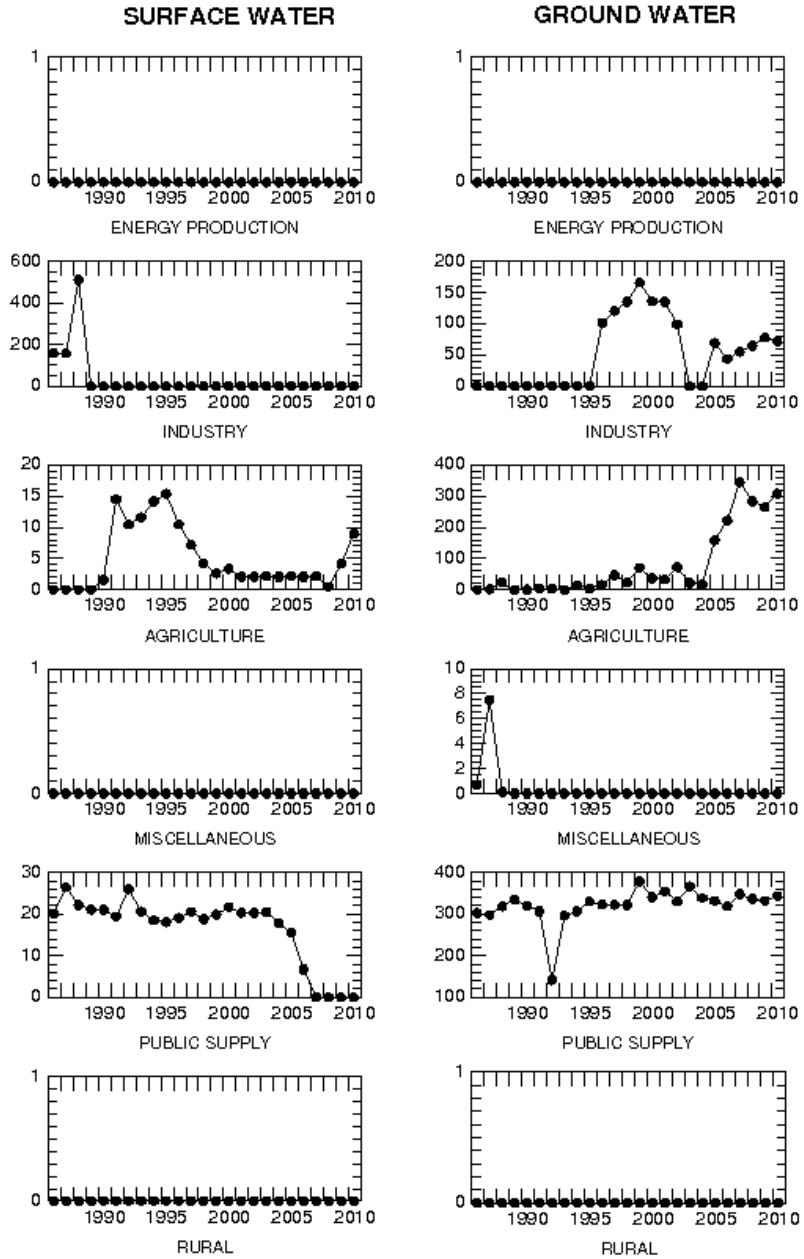 SURFACE WATER
GROUND WATER
1
0
1990 1995 2000 2005 2010
ENERGY PRODUCTION
1
0
1990 1995 2000 2005 2010
ENERGY PRODUCTION
600
400
200
0
1990 1995 2000 2005 2010
INDUSTRY
200
150
100
50
0
1990 1995 2000 2005 2010
INDUSTRY
20
15
10
5
0
1990 1995 2000 2005 2010
AGRICULTURE
400
300
200
100
0
1990 1995 2000 2005 2010
AGRICULTURE
1
0
1990 1995 2000 2005 2010
MISCELLANEOUS
10
8
6
4
2
0
1990 1995 2000 2005 2010
MISCELLANEOUS
30
20
10
0
1990 1995 2000 2005 2010
PUBLIC SUPPLY
400
300
200
100
1990 1995 2000 2005 2010
PUBLIC SUPPLY
1
0
1990 1995 2000 2005 2010
RURAL
1
0
1990 1995 2000 2005 2010
RURAL